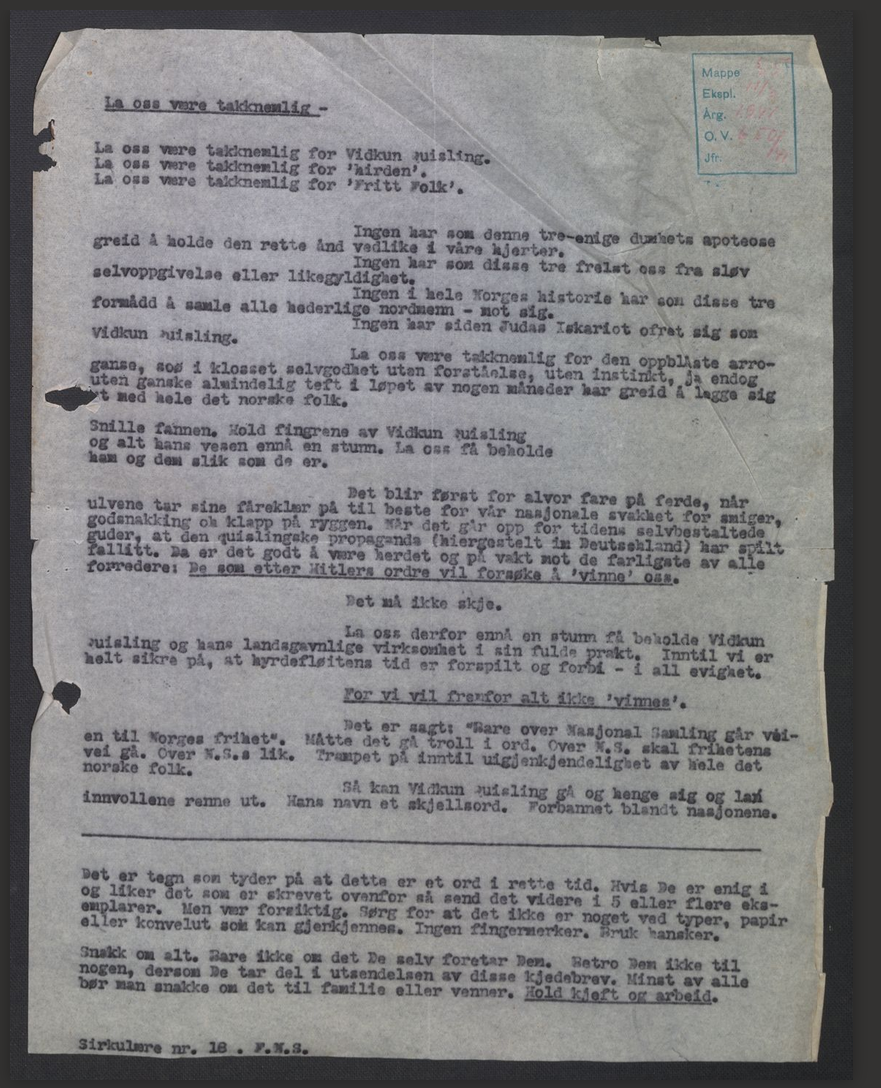 Mappe
Ekspl.
Årg.
O. V.
Jfr.
La oss være takknemlig -
La oss være takknemlig for Vidkun Quisling.
La oss være takknemlig for 'hirden'.
La oss være takknemlig for 'Fritt Folk'.
Ingen har som denne tre-enige dumhets apoteose
greid å holde den rette ånd vedlike i våre hjerter.
Ingen har som disse tre frelst oss fra sløv
selvoppgivelse eller likegyldighet.
Ingen i hele Norges historie har som disse tre
formådd å samle alle hederlige nordmenn - mot sig.
Ingen har siden Judas Iskariot ofret sig som
Vidkun Quisling.
La oss være takknemlig for den oppblåste arro-
ganse, soø i klosset selvgodhet uten forståelse, uten instinkt, ja endog
uten ganske almindelig teft i løpet av nogen måneder har greid å legge sig
ut med hele det norske folk.
Snille fannen. Hold fingrene av Vidkun Quisling
og alt hans vesen ennå en stunn. La oss få beholde
ham og dem slik som de er.
Det blir først for alvor fare på ferde, når
ulvene tar sine fåreklær på til beste for vår nasjonale svakhet for smiger,
godsnakking oh klapp på ryggen. Når det går opp for tidens selvbestaltede
guder, at den quislingske propaganda (hiergestelt im Deutschland) har spilt
fallitt. Da er det godt å være herdet og på vakt mot de farligste av alle
forredere: De som etter Hitlers ordre vil forsøke å 'vinne' oss.
Det må ikke skje.
La oss derfor ennå en stunn få beholde Vidkun
Quisling og hans landsgavnlige virksomhet i sin fulde prakt. Inntil vi er
helt sikre på, at hyrdefløitens tid er forspilt og forbi - i all evighet.
For vi vil fremfor alt ikke 'vinnes'.
Det er sagt: "Bare over Nasjonal Samling går véi-
en til Norges frihet". Måtte det gå troll i ord. Over N.S. skal frihetens
vei gå. Over N.S.s lik. Trampet på inntil uigjenkjendelighet av hele det
norske folk.
Så kan Vidkun Quisling gå og henge sig og la
innvollene renne ut. Hans navn et skjellsord. Forbannet blandt nasjonene.
Det er tegn som tyder på at dette er et ord i rette tid. Hvis De er enig i
og liker det som er skrevet ovenfor så send det videre i 5 eller flere eks-
emplarer. Men vær forsiktig. Sørg for at det ikke er noget ved typer, papir
eller konvelut som kan gjenkjennes. Ingen fingermerker. Bruk hansker.
Snakk om alt. Bare ikke om det De selv foretar Dem. Betro Dem ikke til
nogen, dersom De tar del i utsendelsen av disse kjedebrev. Minst av alle
bør man snakke om det til familie eller venner. Hold kjeft og arbeid.
Sirkulære nr. 18 . F.N.S.